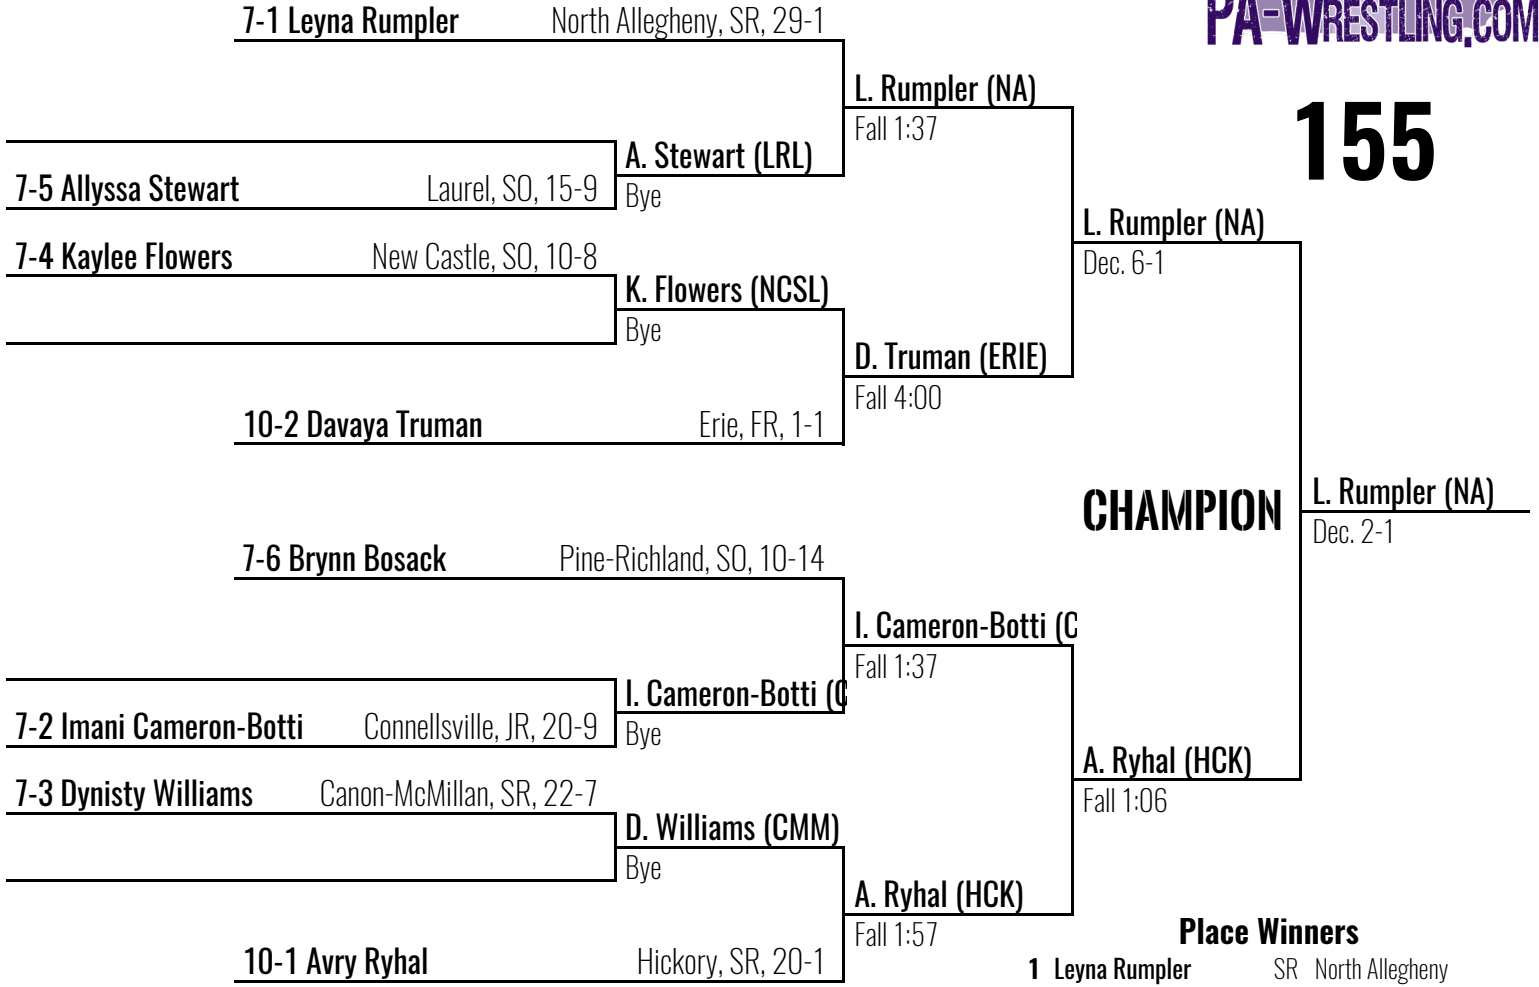 7-1 Leyna Rumpler North Allegheny, SR, 29-1
PA-WRESTLING.COM
L. Rumpler (NA)
Fall 1:37
155
A. Stewart (LRL)
7-5 Allyssa Stewart Laurel, SO, 15-9
Bye
L. Rumpler (NA)
Dec. 6-1
7-4 Kaylee Flowers New Castle, SO, 10-8
K. Flowers (NCSL)
Bye
D. Truman (ERIE)
Fall 4:00
10-2 Davaya Truman Erie, FR, 1-1
CHAMPION
L. Rumpler (NA)
Dec. 2-1
7-6 Brynn Bosack Pine-Richland, SO, 10-14
I. Cameron-Botti (C
Fall 1:37
I. Cameron-Botti (C
7-2 Imani Cameron-Botti Connellsville, JR, 20-9
Bye
A. Ryhal (HCK)
Fall 1:06
7-3 Dynisty Williams Canon-McMillan, SR, 22-7
D. Williams (CMM)
Bye
A. Ryhal (HCK)
Fall 1:57
10-1 Avry Ryhal Hickory, SR, 20-1
Place Winners
1 Leyna Rumpler SR North Allegheny